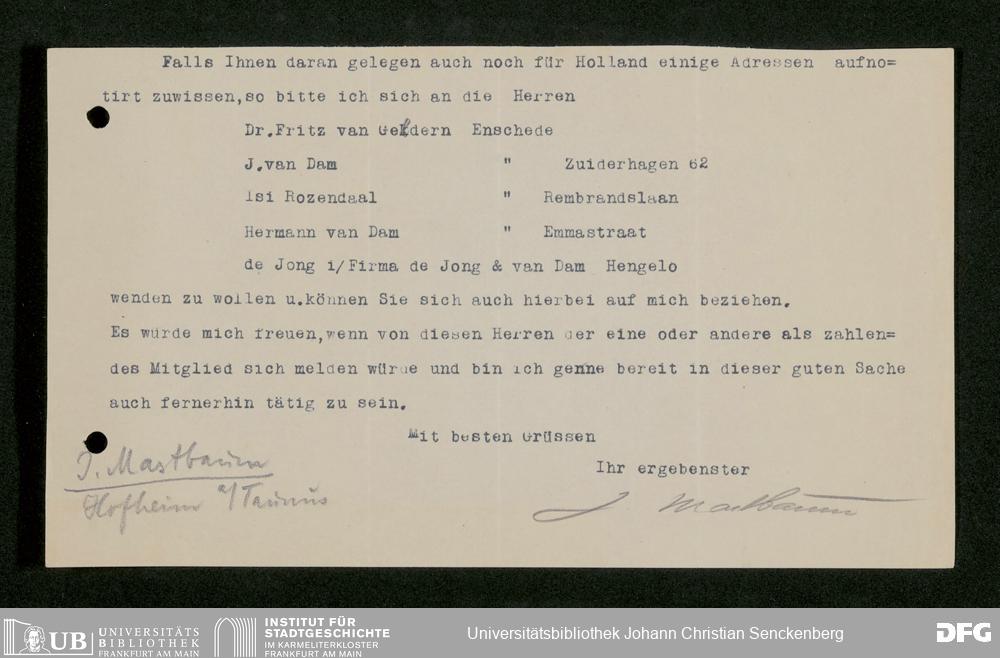 Falls Ihnen daran gelegen auch noch für Holland einige Adressen aufno=
tirt zuwissen,so bitte ich sich an die Herren
Dr.Fritz van Geldern Enschede
J.van Dam " Zuiderhagen 62
Isi Rozendaal " Rembrandslaan
Hermann van Dam " Emmastraat
de Jong i/Firma de Jong & van Dam Hengelo
wenden zu wollen u.können Sie sich auch hierbei auf mich beziehen.
Es würde mich freuen,wenn von diesen Herren der eine oder andere als zahlen=
des Mitglied sich melden würde und bin ich genne bereit in dieser guten Sache
auch fernerhin tätig zu sein.
Mit besten Grüssen
Ihr ergebenster
J. Mastbaum
Hofheim a/Taunus
J Mastbaum
UB UNIVERSITÄTS
BIBLIOTHEK
FRANKFURT AM MAIN
INSTITUT FÜR
STADTGESCHICHTE
IM KARMELITERKLOSTER
FRANKFURT AM MAIN
Universitätsbibliothek Johann Christian Senckenberg
DFG